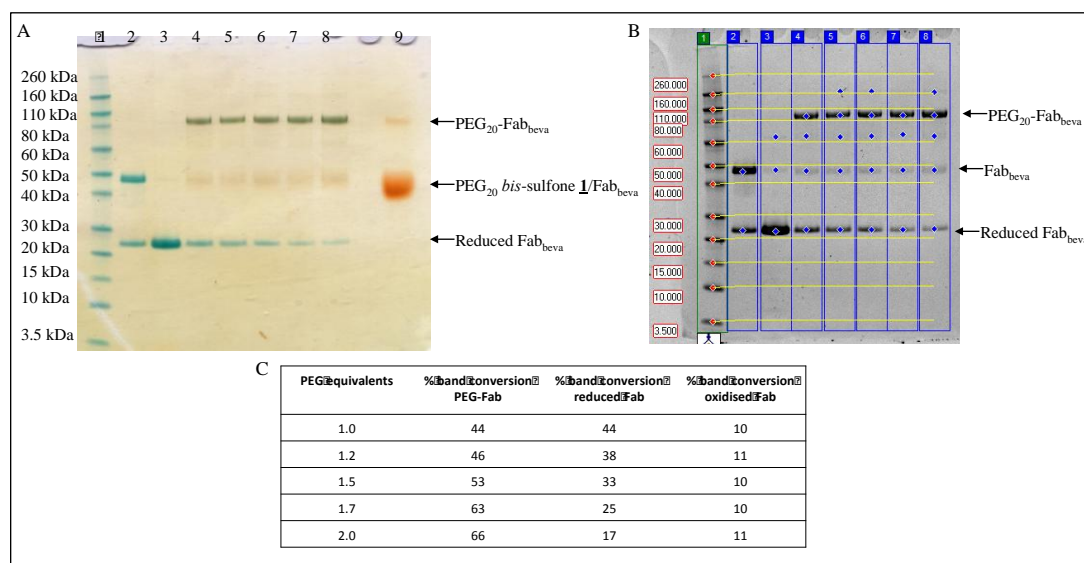 A
1 2 3 4 5 6 7 8 9
260 kDa
160 kDa
110 kDa
80 kDa
60 kDa
50 kDa
40 kDa
30 kDa
20 kDa
15 kDa
10 kDa
3.5 kDa
PEG20-Fabbeva
PEG20 bis-sulfone 1/Fabbeva
Reduced Fabbeva
B
1 2 3 4 5 6 7 8
260.000
160.000
110.000
80.000
60.000
50.000
40.000
30.000
20.000
15.000
10.000
3.500
PEG20-Fabbeva
Fabbeva
Reduced Fabbeva
C
PEG equivalents
% band conversion
PEG-Fab
% band conversion
reduced Fab
% band conversion
oxidised Fab
1.0 44 44 10
1.2 46 38 11
1.5 53 33 10
1.7 63 25 10
2.0 66 17 11